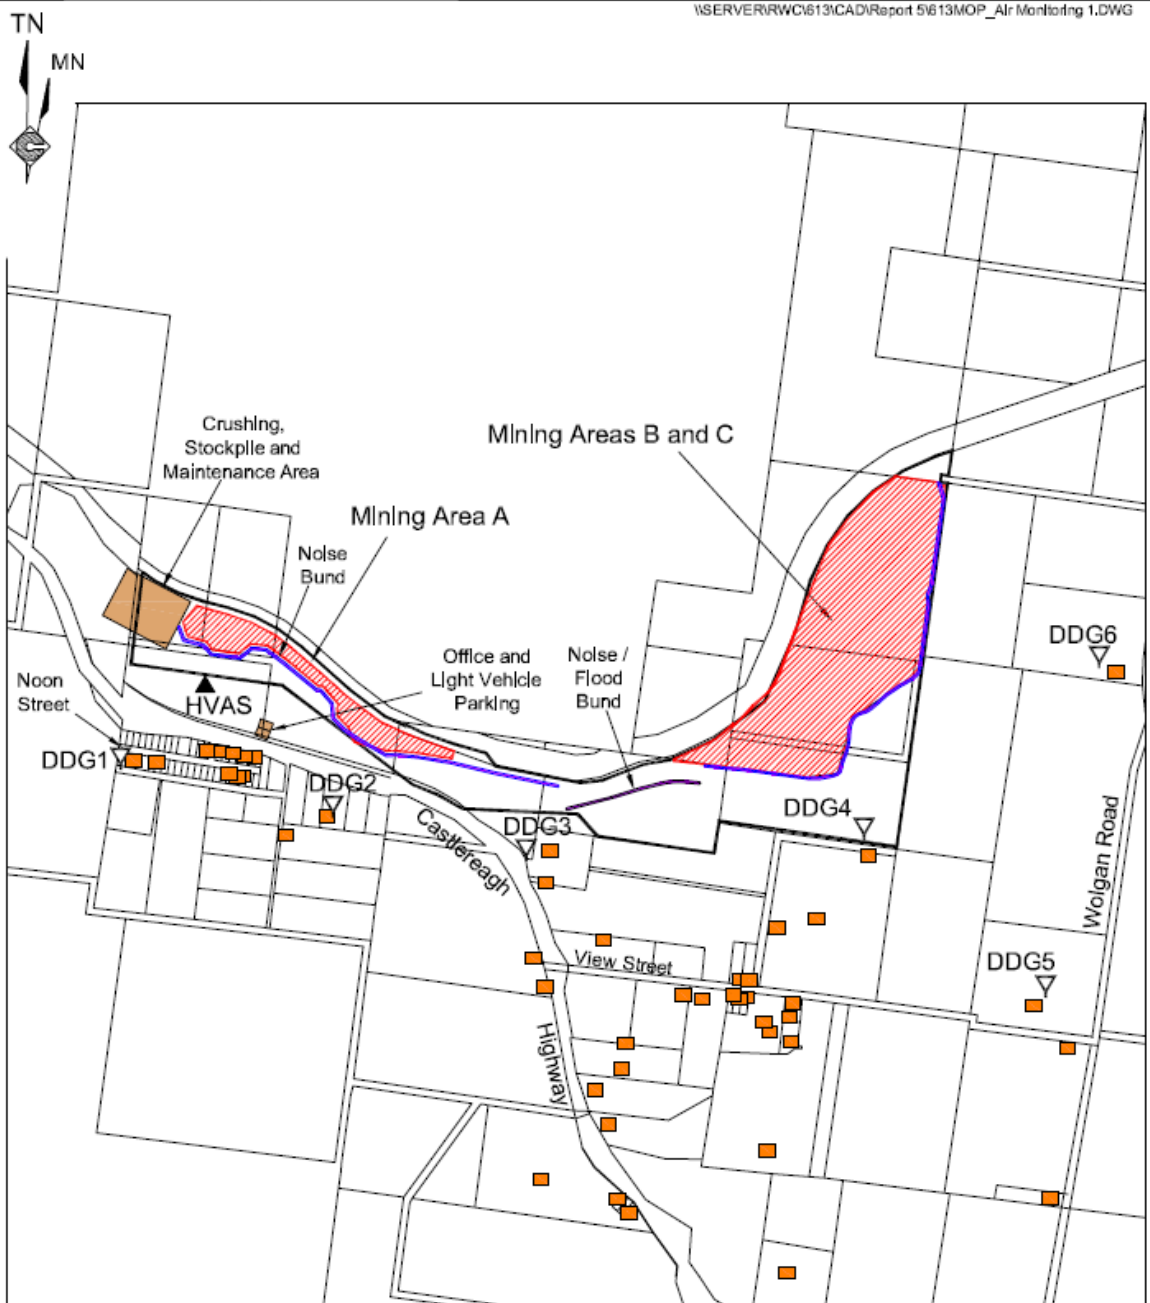 \\SERVER\RWC\613\CAD\Report 5\613MOP_Air Monitoring 1.DWG
TN
MN
Crushing,
Stockpile and
Maintenance Area
Mining Areas B and C
Mining Area A
Noise
Bund
Office and
Light Vehicle
Parking
Noise /
Flood
Bund
DDG6
Noon
Street
HVAS
DDG1
DDG2
DDG3
DDG4
Castlereagh
Wolgan Road
View Street
DDG5
Highway